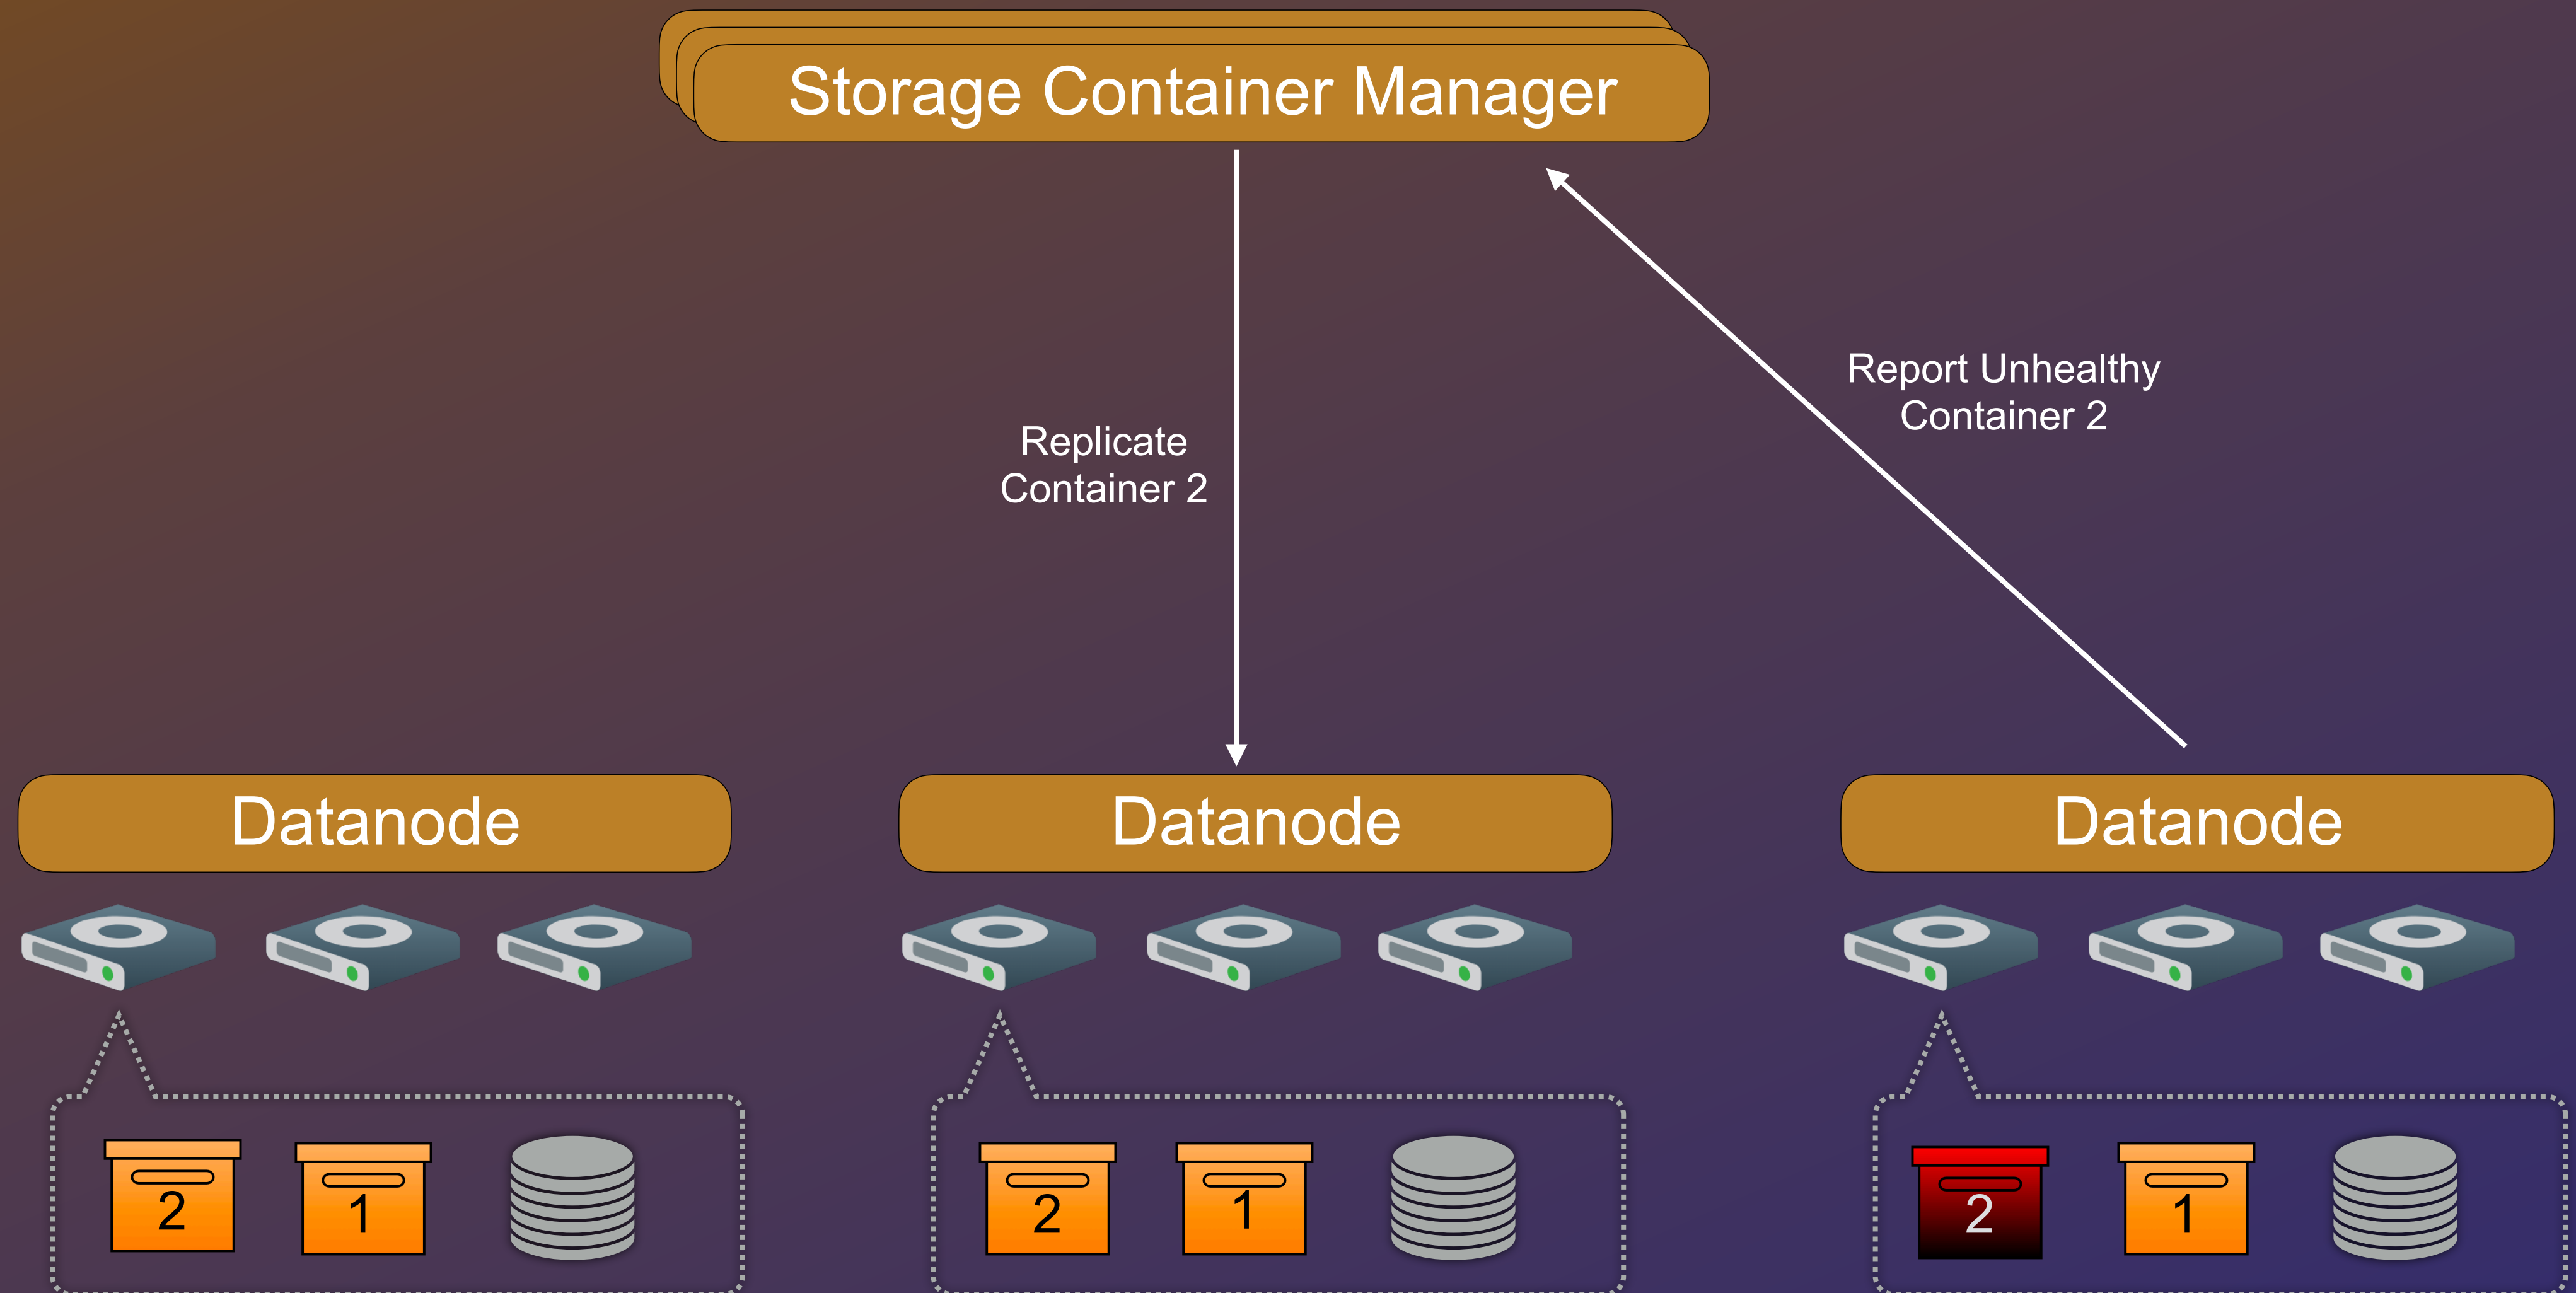 Storage Container Manager
Report Unhealthy
Container 2
Replicate
Container 2
Datanode
Datanode
Datanode
2
1
2
1
2
1